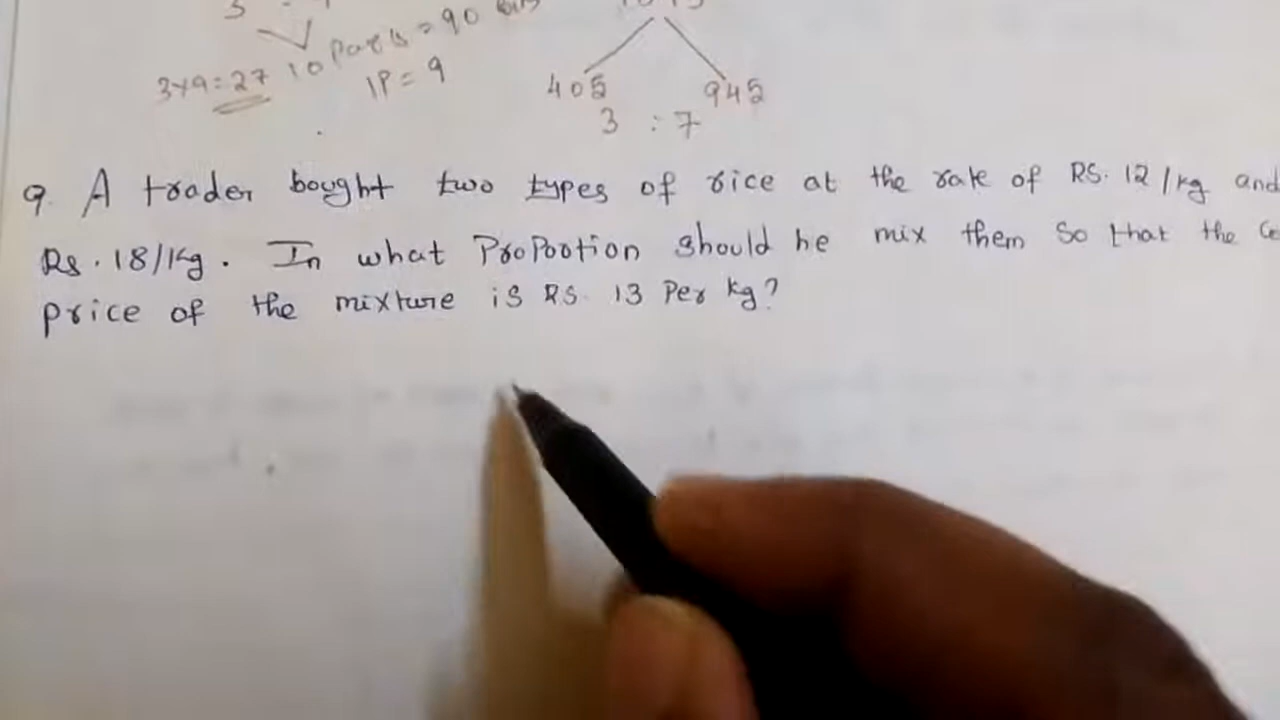 3×9=27 10 Parts = 90
1P = 9
405 945
3 : 7
Q. A trader bought two types of rice at the rate of RS. 12/kg and
Rs. 18/kg. In what Proportion should he mix them so that the
price of the mixture is RS. 13 Per kg?